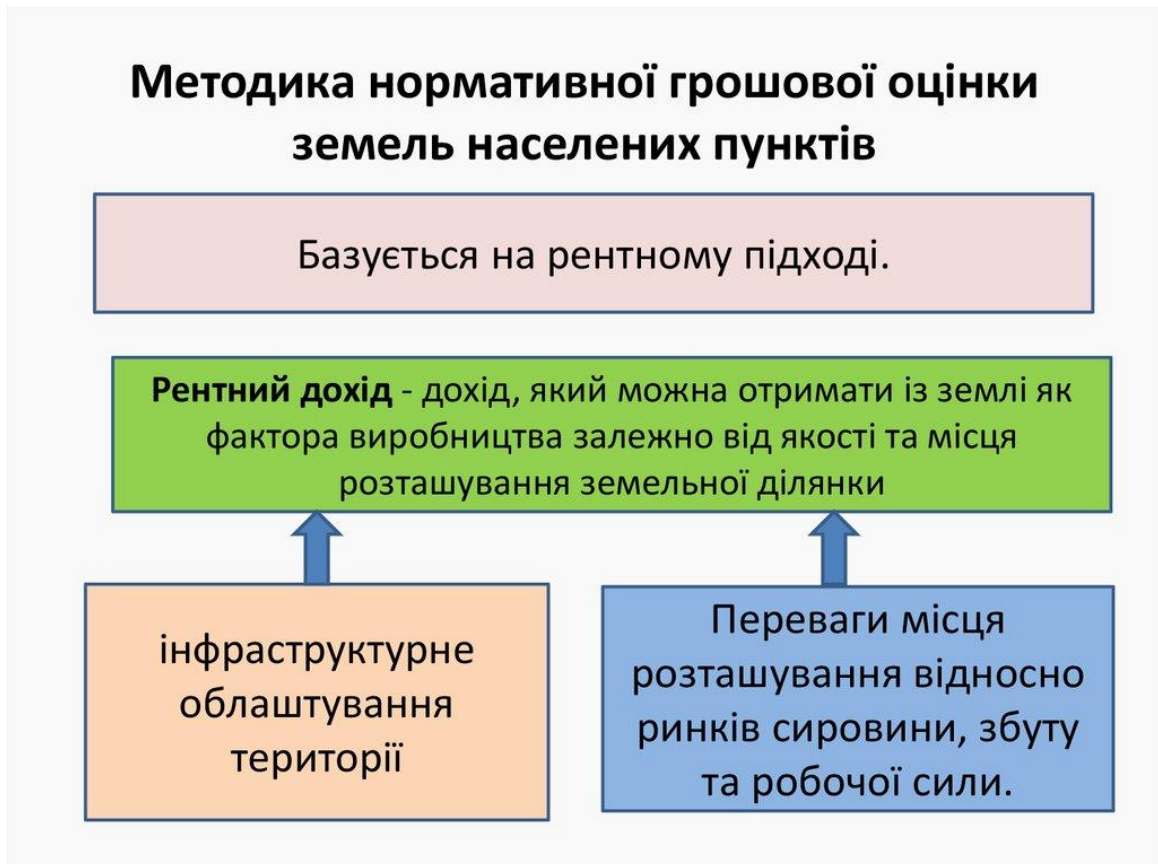 Методика нормативної грошової оцінки
земель населених пунктів
Базується на рентному підході.
Рентний дохід - дохід, який можна отримати із землі як
фактора виробництва залежно від якості та місця
розташування земельної ділянки
інфраструктурне
облаштування
території
Переваги місця
розташування відносно
ринків сировини, збуту
та робочої сили.